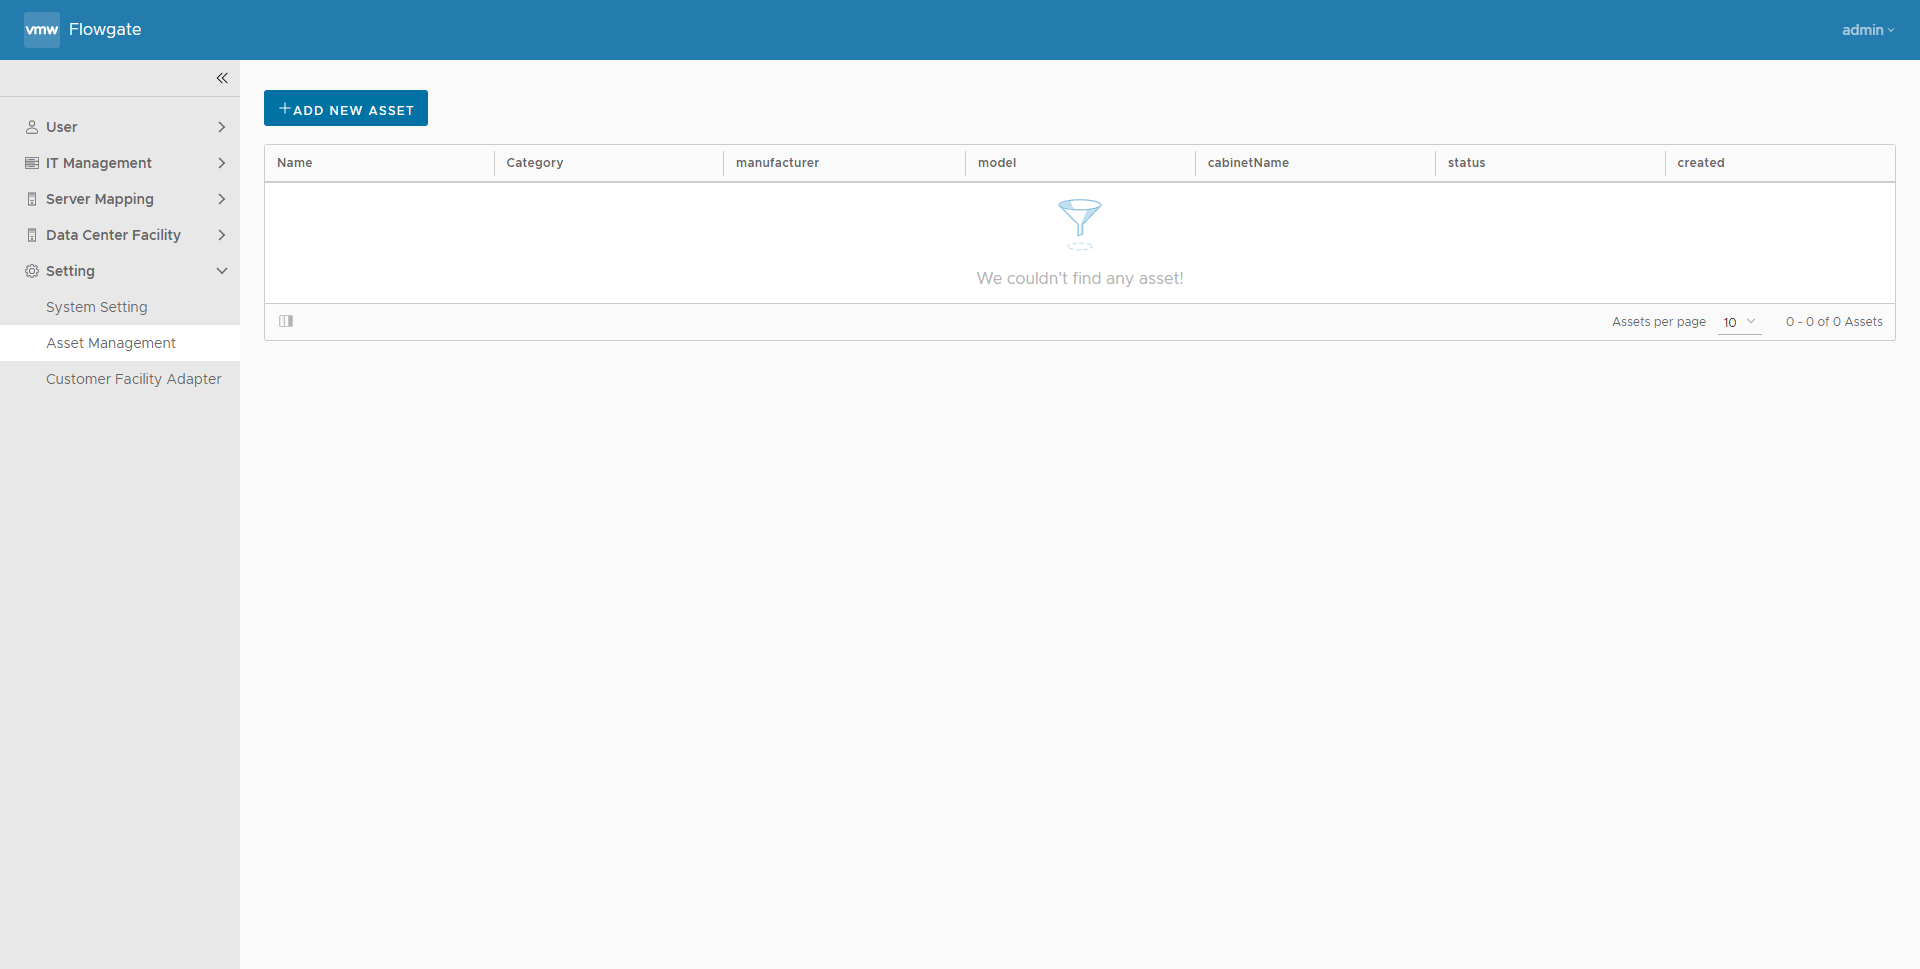 vmw Flowgate
admin
User
IT Management
Server Mapping
Data Center Facility
Setting
System Setting
Asset Management
Customer Facility Adapter
ADD NEW ASSET
Name Category manufacturer model cabinetName status created
We couldn't find any asset!
Assets per page 10 0 - 0 of 0 Assets